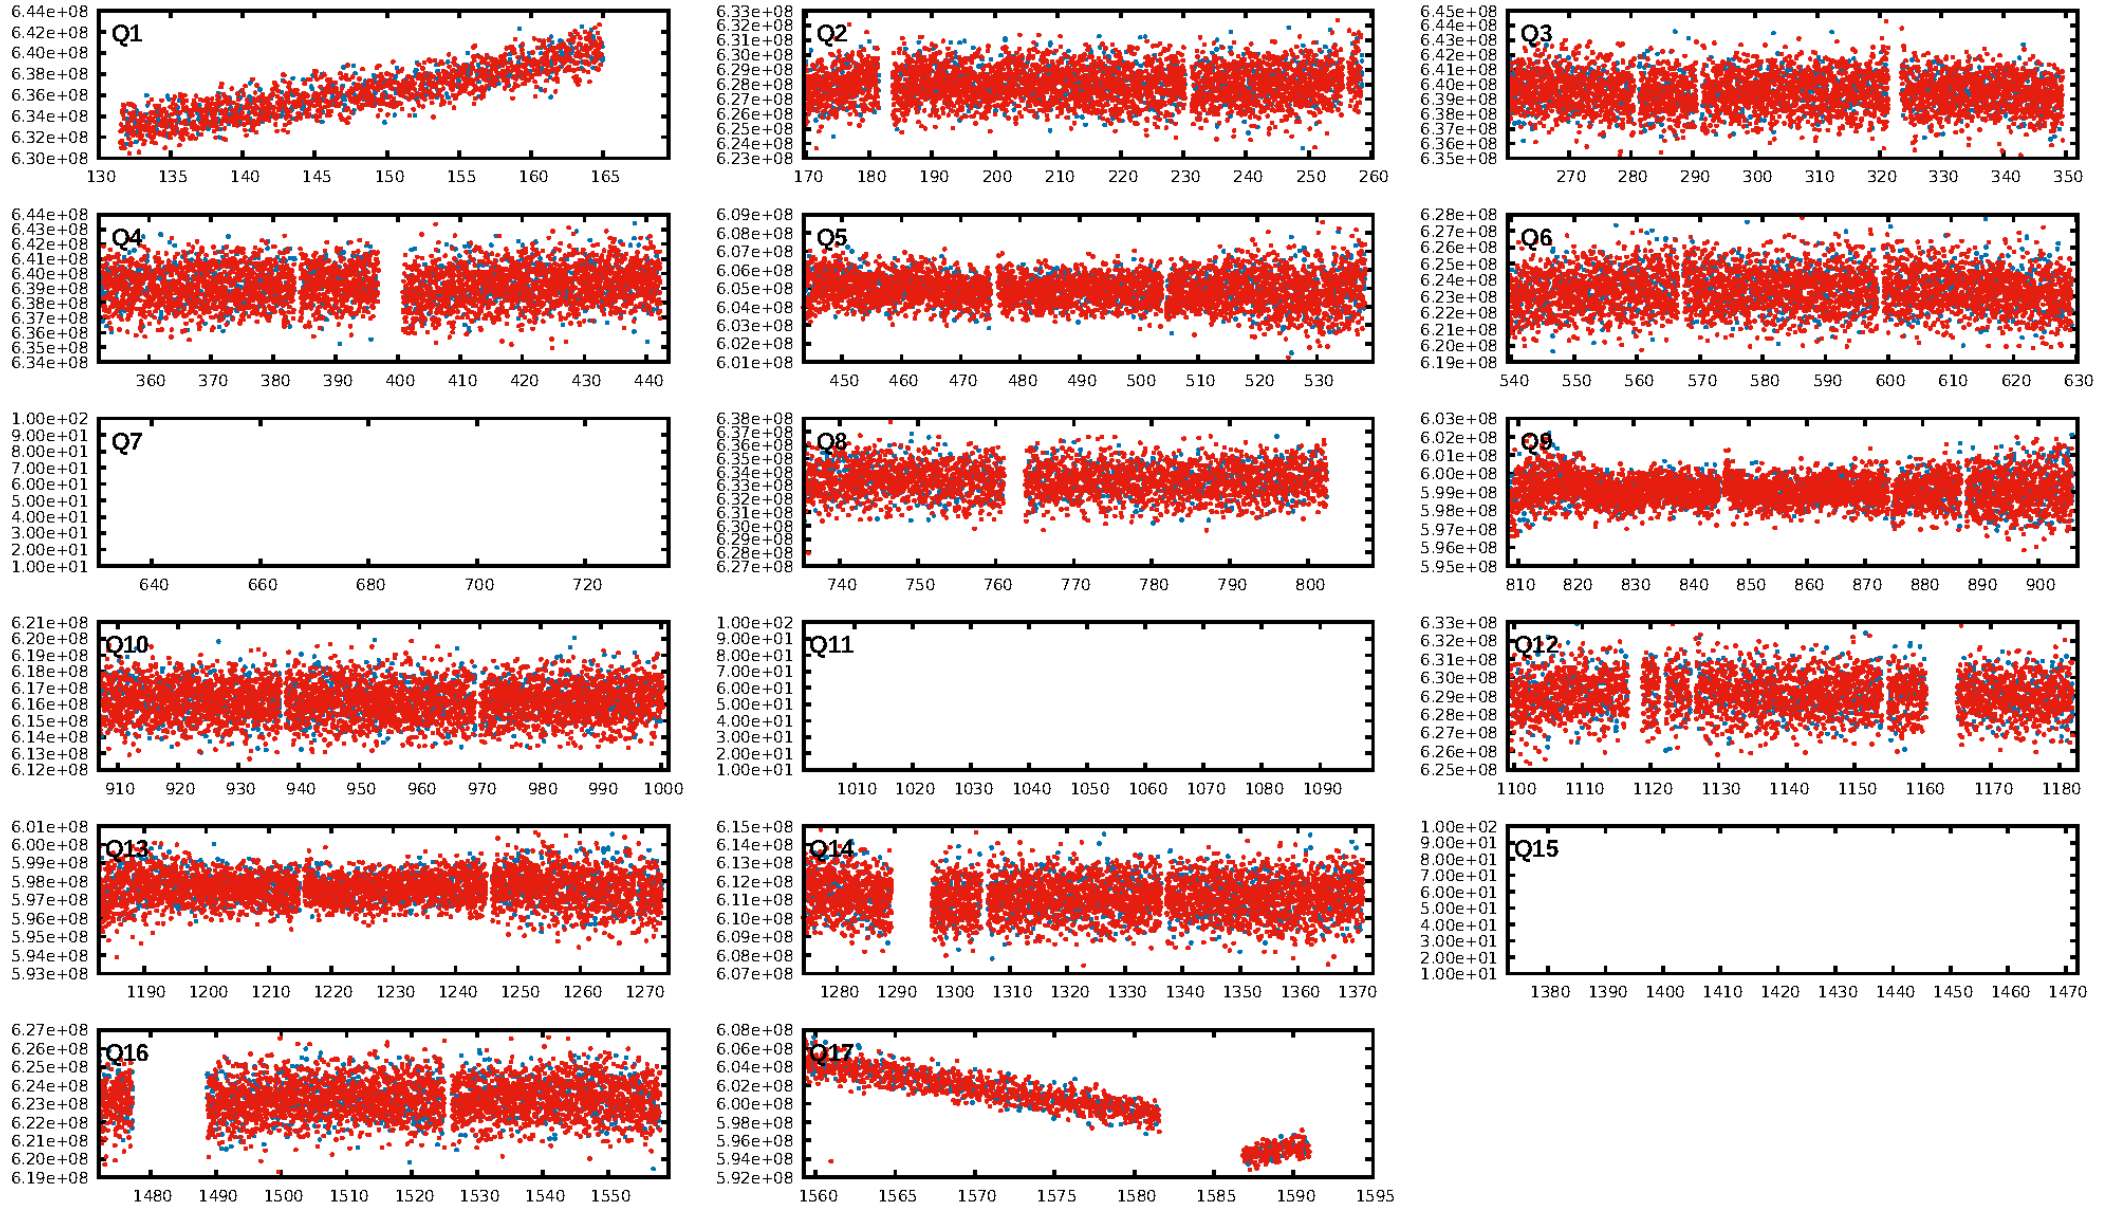 Q1
6.44e+08
6.42e+08
6.40e+08
6.38e+08
6.36e+08
6.34e+08
6.32e+08
6.30e+08
130 135 140 145 150 155 160 165
Q2
6.33e+08
6.32e+08
6.31e+08
6.30e+08
6.29e+08
6.28e+08
6.27e+08
6.26e+08
6.25e+08
6.24e+08
6.23e+08
170 180 190 200 210 220 230 240 250 260
Q3
6.45e+08
6.44e+08
6.43e+08
6.42e+08
6.41e+08
6.40e+08
6.39e+08
6.38e+08
6.37e+08
6.36e+08
6.35e+08
270 280 290 300 310 320 330 340 350
Q4
6.44e+08
6.43e+08
6.42e+08
6.41e+08
6.40e+08
6.39e+08
6.38e+08
6.37e+08
6.36e+08
6.35e+08
6.34e+08
360 370 380 390 400 410 420 430 440
Q5
6.09e+08
6.08e+08
6.07e+08
6.06e+08
6.05e+08
6.04e+08
6.03e+08
6.02e+08
6.01e+08
450 460 470 480 490 500 510 520 530
Q6
6.28e+08
6.27e+08
6.26e+08
6.25e+08
6.24e+08
6.23e+08
6.22e+08
6.21e+08
6.20e+08
6.19e+08
540 550 560 570 580 590 600 610 620 630
Q7
1.00e+02
9.00e+01
8.00e+01
7.00e+01
6.00e+01
5.00e+01
4.00e+01
3.00e+01
2.00e+01
1.00e+01
640 660 680 700 720
Q8
6.38e+08
6.37e+08
6.36e+08
6.35e+08
6.34e+08
6.33e+08
6.32e+08
6.31e+08
6.30e+08
6.29e+08
6.28e+08
6.27e+08
740 750 760 770 780 790 800
Q9
6.03e+08
6.02e+08
6.01e+08
6.00e+08
5.99e+08
5.98e+08
5.97e+08
5.96e+08
5.95e+08
810 820 830 840 850 860 870 880 890 900
Q10
6.21e+08
6.20e+08
6.19e+08
6.18e+08
6.17e+08
6.16e+08
6.15e+08
6.14e+08
6.13e+08
6.12e+08
910 920 930 940 950 960 970 980 990 1000
Q11
1.00e+02
9.00e+01
8.00e+01
7.00e+01
6.00e+01
5.00e+01
4.00e+01
3.00e+01
2.00e+01
1.00e+01
1010 1020 1030 1040 1050 1060 1070 1080 1090
Q12
6.33e+08
6.32e+08
6.31e+08
6.30e+08
6.29e+08
6.28e+08
6.27e+08
6.26e+08
6.25e+08
1100 1110 1120 1130 1140 1150 1160 1170 1180
Q13
6.01e+08
6.00e+08
5.99e+08
5.98e+08
5.97e+08
5.96e+08
5.95e+08
5.94e+08
5.93e+08
1190 1200 1210 1220 1230 1240 1250 1260 1270
Q14
6.15e+08
6.14e+08
6.13e+08
6.12e+08
6.11e+08
6.10e+08
6.09e+08
6.08e+08
6.07e+08
1280 1290 1300 1310 1320 1330 1340 1350 1360 1370
Q15
1.00e+02
9.00e+01
8.00e+01
7.00e+01
6.00e+01
5.00e+01
4.00e+01
3.00e+01
2.00e+01
1.00e+01
1380 1390 1400 1410 1420 1430 1440 1450 1460 1470
Q16
6.27e+08
6.26e+08
6.25e+08
6.24e+08
6.23e+08
6.22e+08
6.21e+08
6.20e+08
6.19e+08
1480 1490 1500 1510 1520 1530 1540 1550
Q17
6.08e+08
6.06e+08
6.04e+08
6.02e+08
6.00e+08
5.98e+08
5.96e+08
5.94e+08
5.92e+08
1560 1565 1570 1575 1580 1585 1590 1595